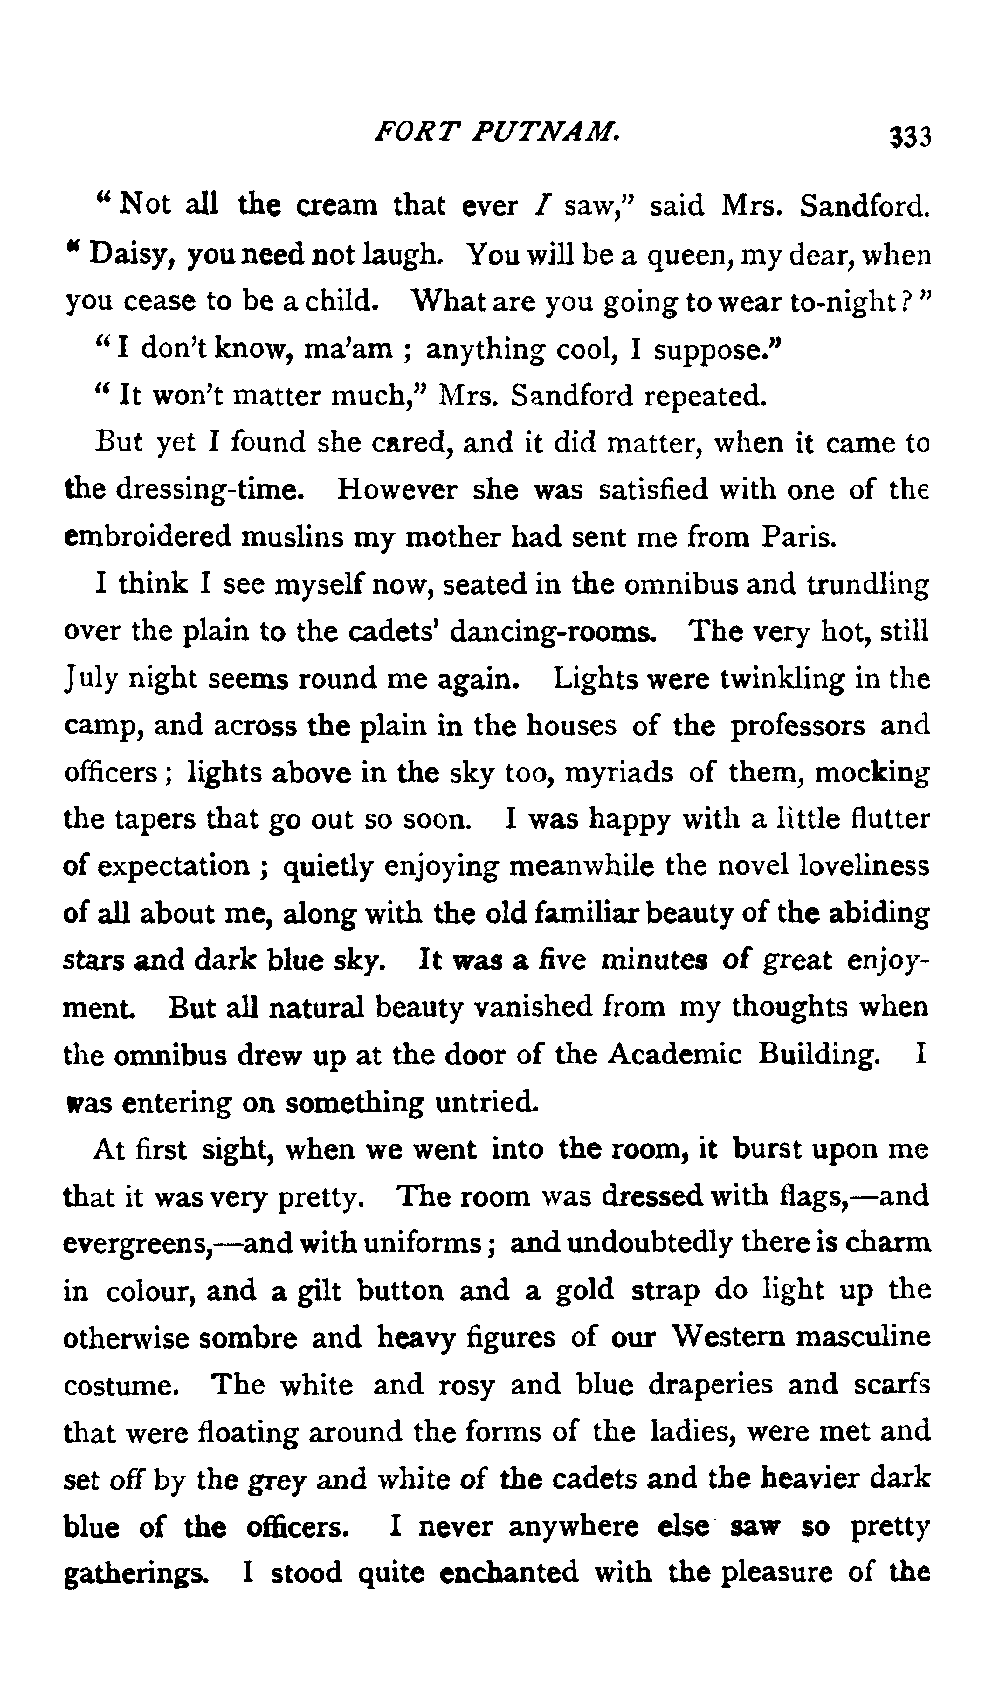 FORT PUTNAM. 333
“ Not all the cream that ever I saw,” said Mrs. Sandford.
“ Daisy, you need not laugh. You will be a queen, my dear, when
you cease to be a child. What are you going to wear to-night ? ”
“ I don’t know, ma’am ; anything cool, I suppose.”
“ It won’t matter much,” Mrs. Sandford repeated.
But yet I found she cared, and it did matter, when it came to
the dressing-time. However she was satisfied with one of the
embroidered muslins my mother had sent me from Paris.
I think I see myself now, seated in the omnibus and trundling
over the plain to the cadets’ dancing-rooms. The very hot, still
July night seems round me again. Lights were twinkling in the
camp, and across the plain in the houses of the professors and
officers ; lights above in the sky too, myriads of them, mocking
the tapers that go out so soon. I was happy with a little flutter
of expectation ; quietly enjoying meanwhile the novel loveliness
of all about me, along with the old familiar beauty of the abiding
stars and dark blue sky. It was a five minutes of great enjoy-
ment. But all natural beauty vanished from my thoughts when
the omnibus drew up at the door of the Academic Building. I
was entering on something untried.
At first sight, when we went into the room, it burst upon me
that it was very pretty. The room was dressed with flags,—and
evergreens,—and with uniforms ; and undoubtedly there is charm
in colour, and a gilt button and a gold strap do light up the
otherwise sombre and heavy figures of our Western masculine
costume. The white and rosy and blue draperies and scarfs
that were floating around the forms of the ladies, were met and
set off by the grey and white of the cadets and the heavier dark
blue of the officers. I never anywhere else saw so pretty
gatherings. I stood quite enchanted with the pleasure of the